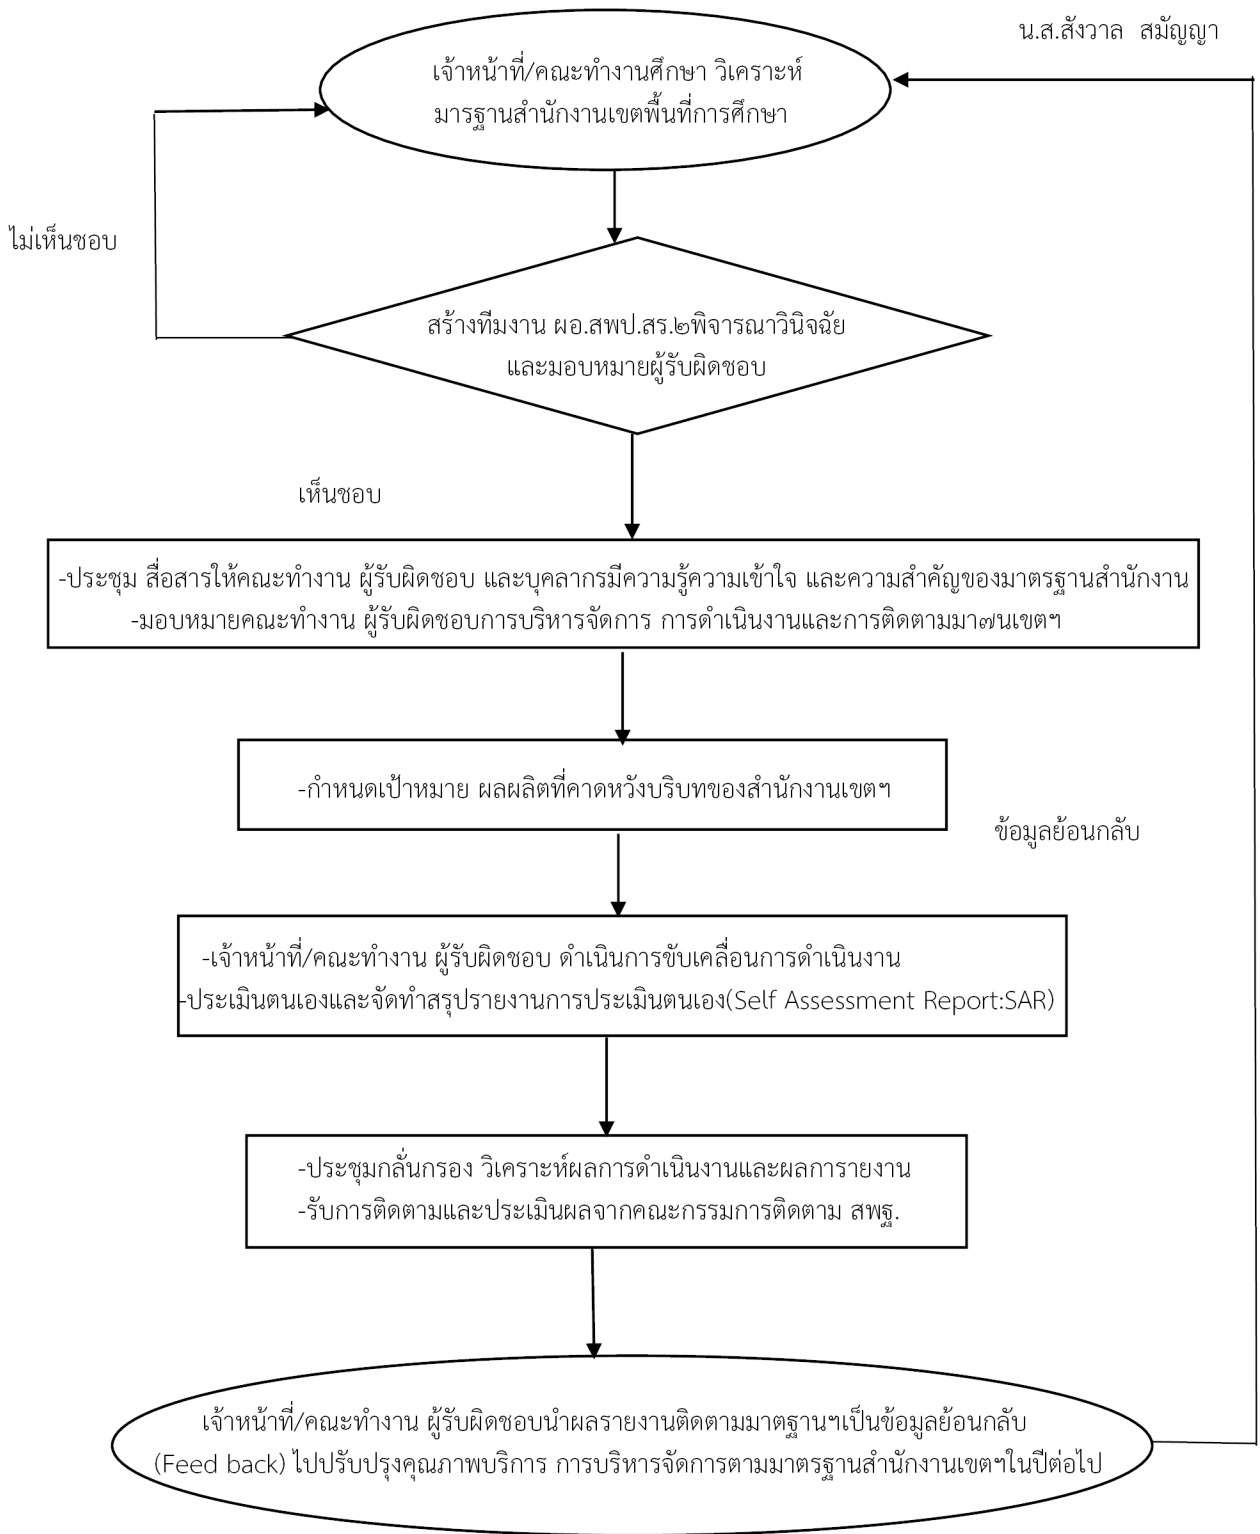 น.ส.สังวาล สมัญญา
เจ้าหน้าที่/คณะทำงานศึกษา วิเคราะห์
มารฐานสำนักงานเขตพื้นที่การศึกษา
ไม่เห็นชอบ
สร้างทีมงาน ผอ.สพป.สร.๒พิจารณาวินิจฉัย
และมอบหมายผู้รับผิดชอบ
เห็นชอบ
-ประชุม สื่อสารให้คณะทำงาน ผู้รับผิดชอบ และบุคลากรมีความรู้ความเข้าใจ และความสำคัญของมาตรฐานสำนักงาน
-มอบหมายคณะทำงาน ผู้รับผิดชอบการบริหารจัดการ การดำเนินงานและการติดตามมา๗นเขตฯ
-กำหนดเป้าหมาย ผลผลิตที่คาดหวังบริบทของสำนักงานเขตฯ
ข้อมูลย้อนกลับ
-เจ้าหน้าที่/คณะทำงาน ผู้รับผิดชอบ ดำเนินการขับเคลื่อนการดำเนินงาน
-ประเมินตนเองและจัดทำสรุปรายงานการประเมินตนเอง(Self Assessment Report:SAR)
-ประชุมกลั่นกรอง วิเคราะห์ผลการดำเนินงานและผลการายงาน
-รับการติดตามและประเมินผลจากคณะกรรมการติดตาม สพฐ.
เจ้าหน้าที่/คณะทำงาน ผู้รับผิดชอบนำผลรายงานติดตามมาตฐานฯเป็นข้อมูลย้อนกลับ
(Feed back) ไปปรับปรุงคุณภาพบริการ การบริหารจัดการตามมาตรฐานสำนักงานเขตฯในปีต่อไป